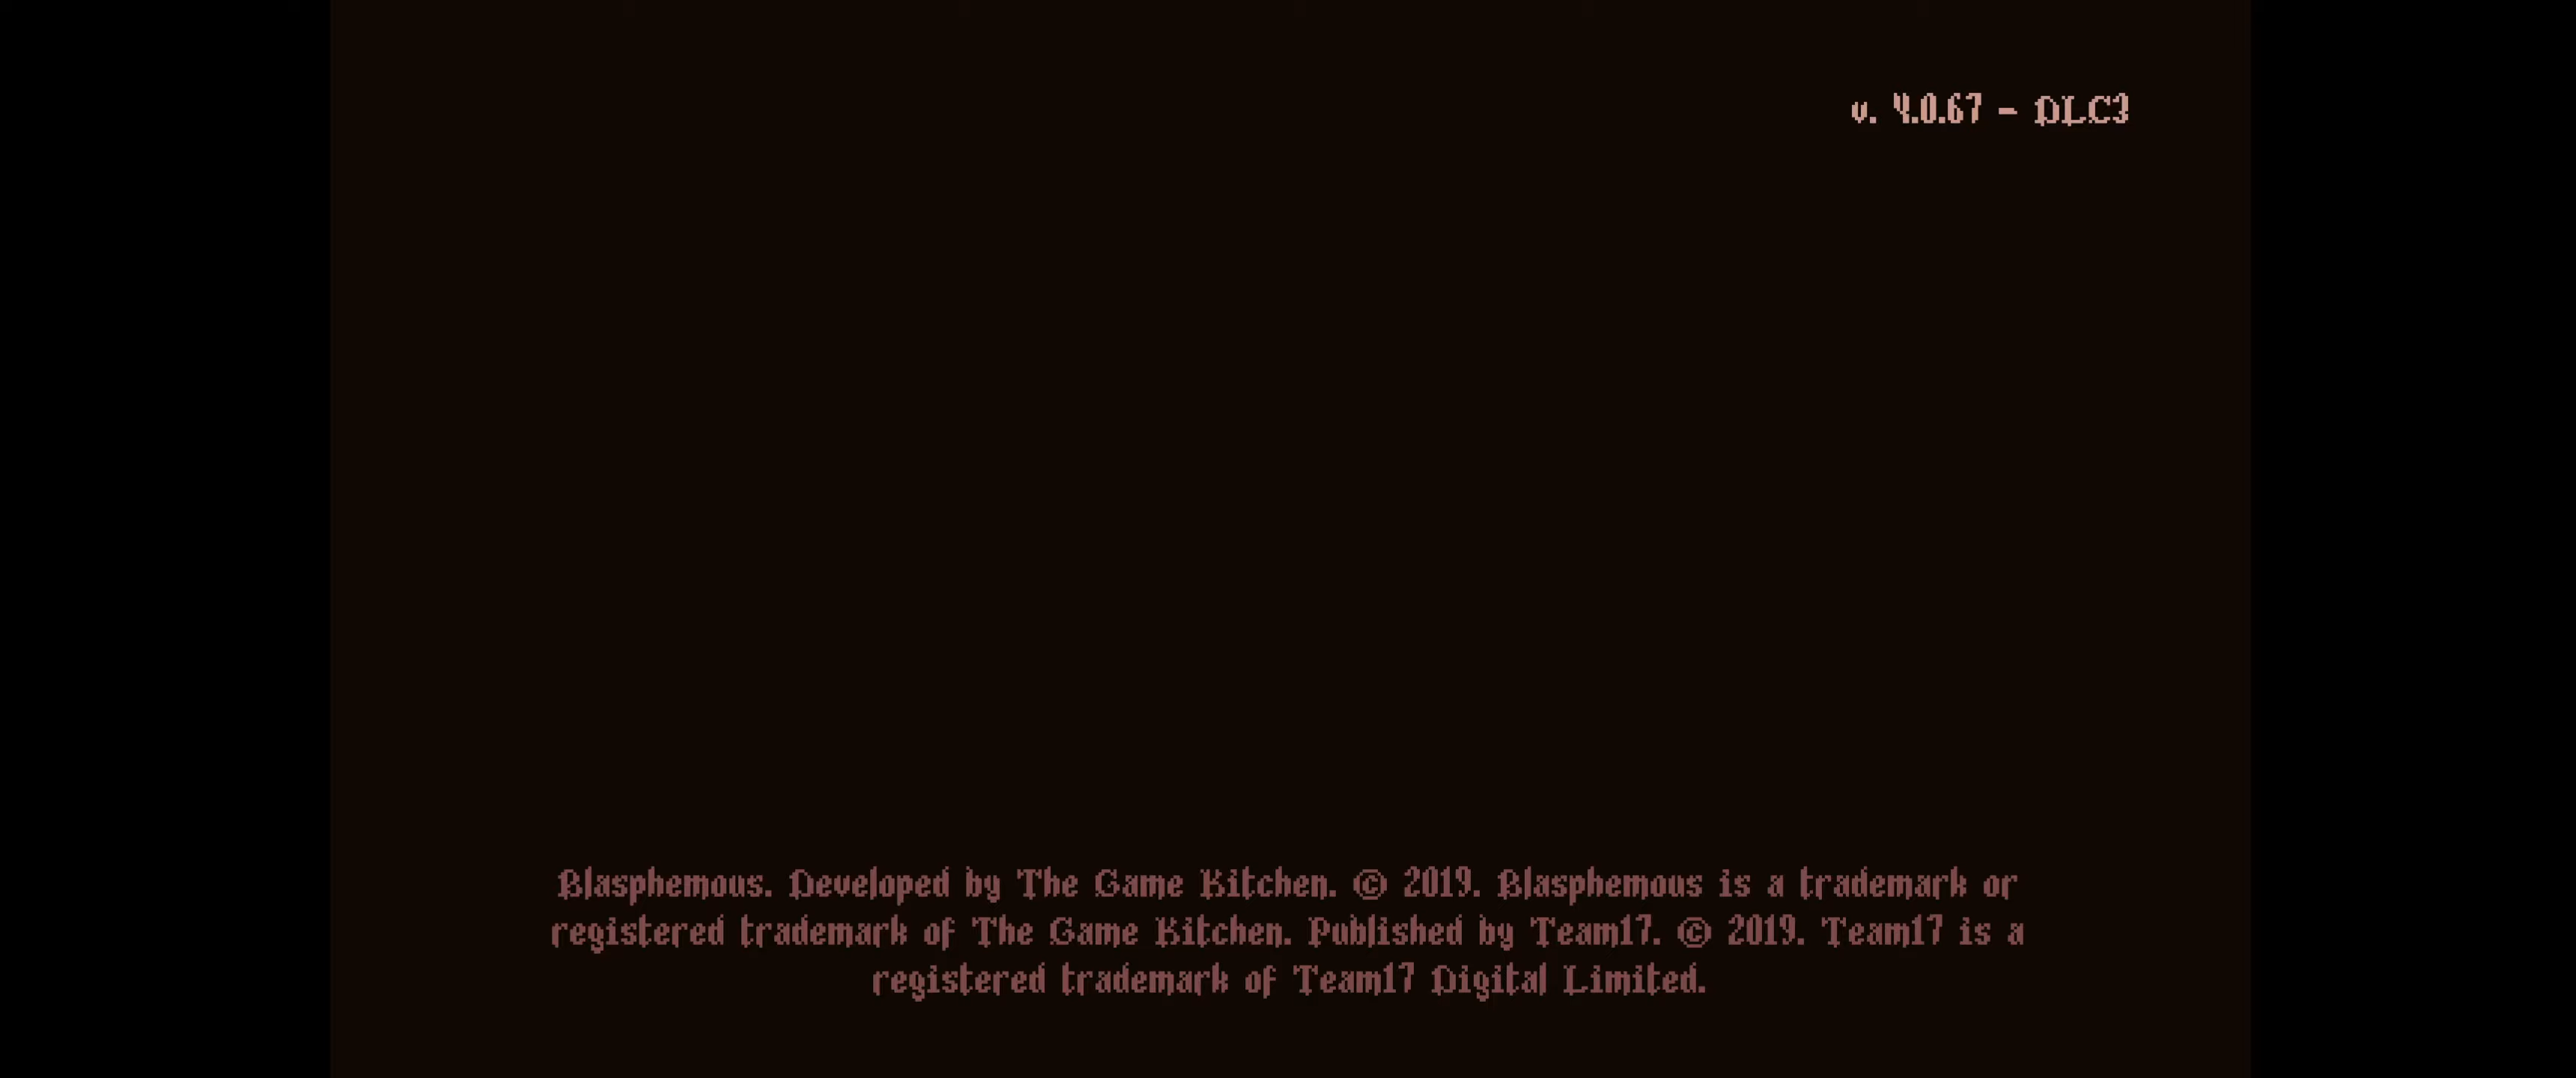 v. 4.0.67 - DLC3
Blasphemous. Developed by The Game Kitchen. © 2019. Blasphemous is a trademark or
registered trademark of The Game Kitchen. Published by Team17. © 2019. Team17 is a
registered trademark of Team17 Digital Limited.